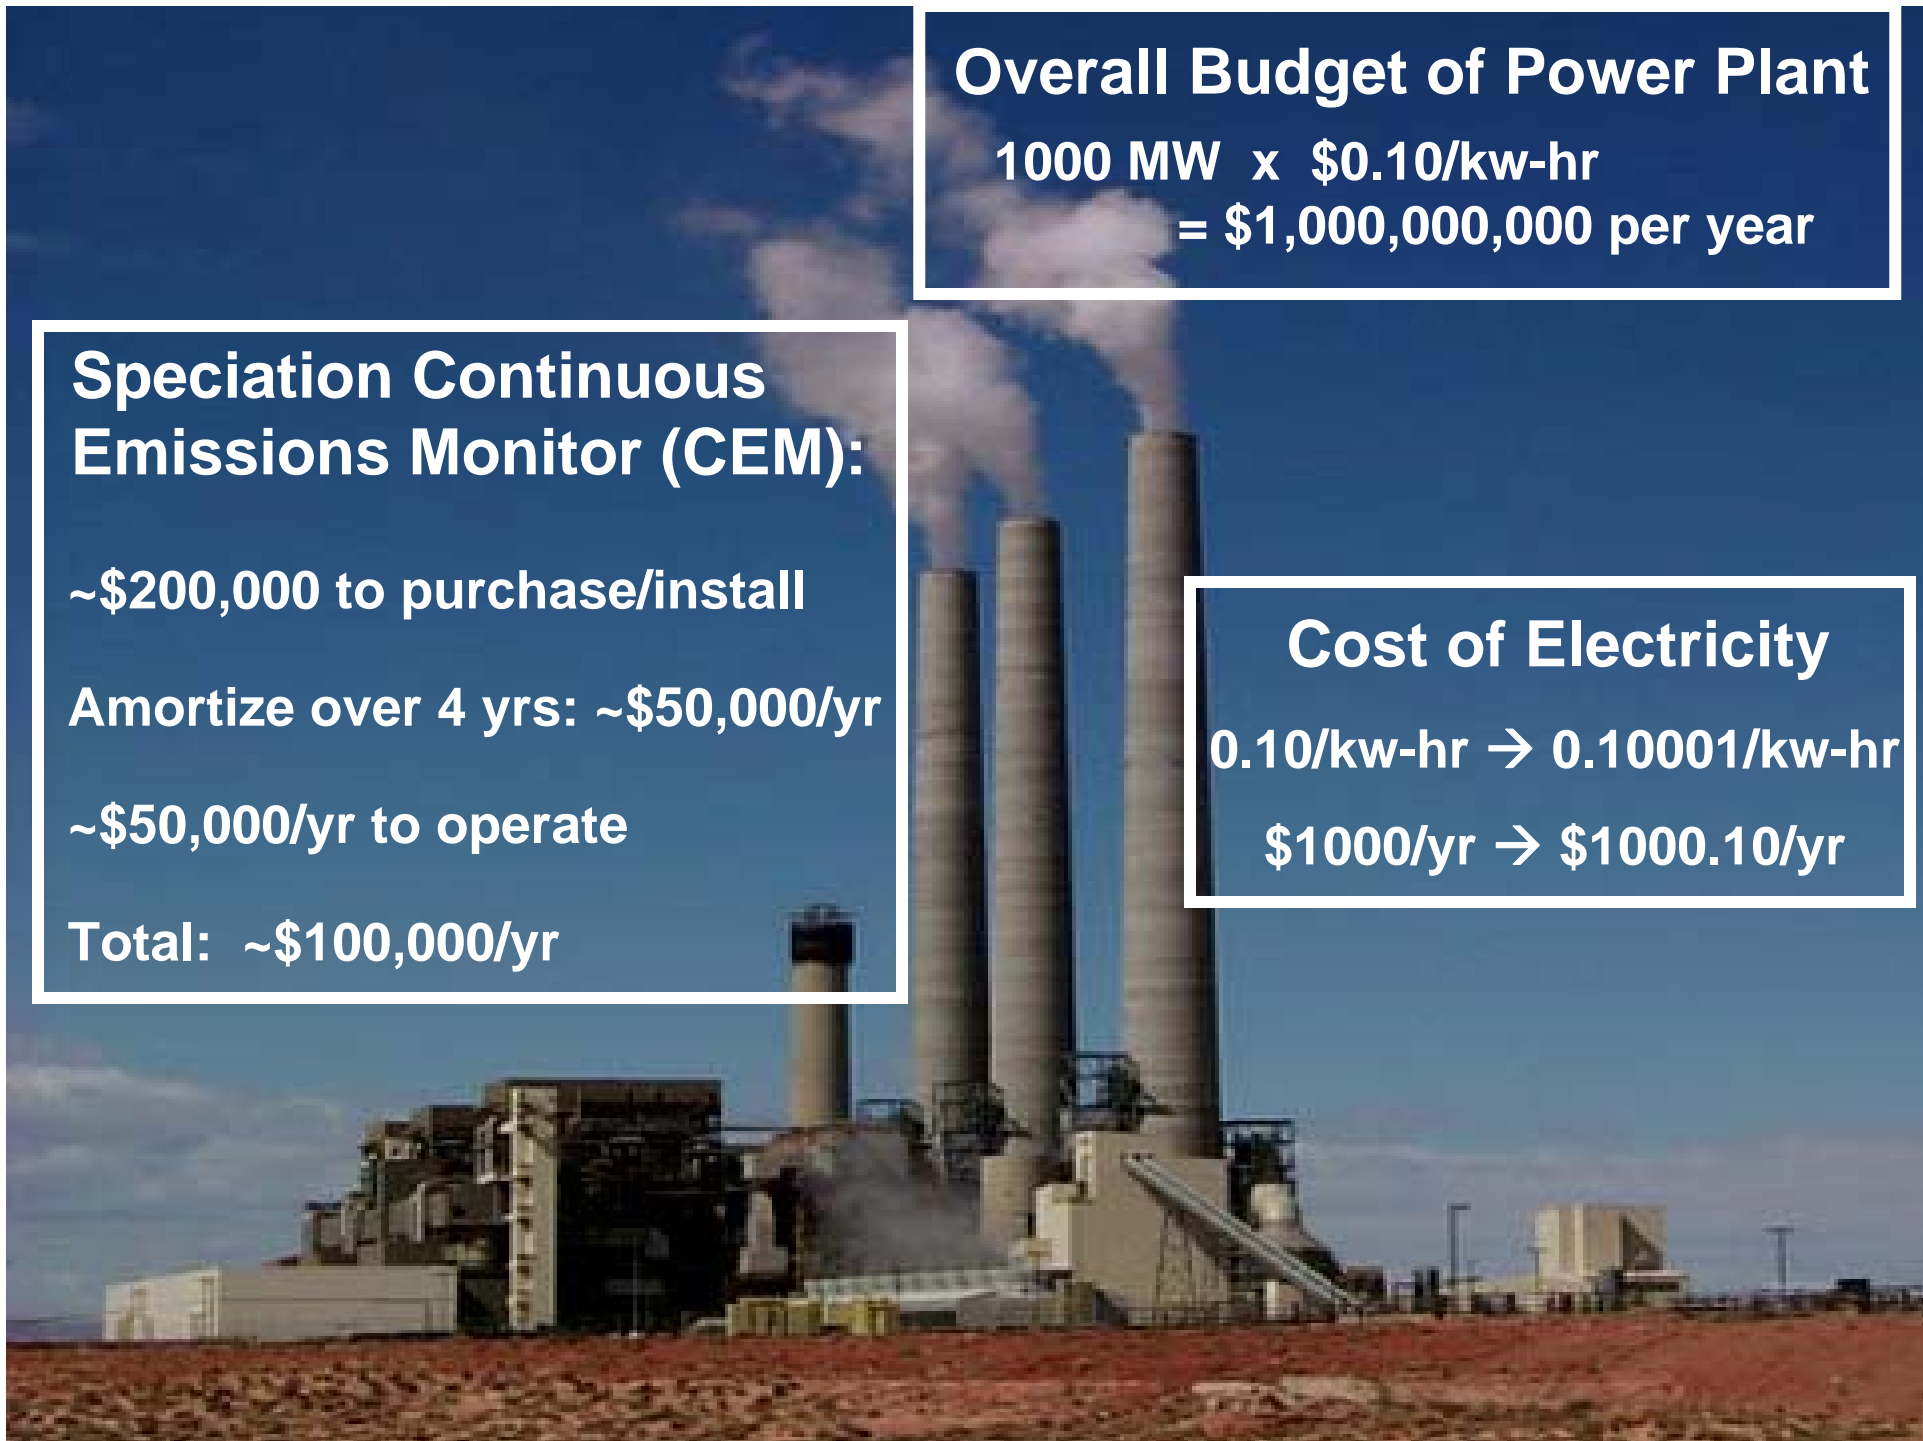 Overall Budget of Power Plant
1000 MW x $0.10/kw-hr
= $1,000,000,000 per year
Speciation Continuous
Emissions Monitor (CEM):
~$200,000 to purchase/install
Amortize over 4 yrs: ~$50,000/yr
~$50,000/yr to operate
Total: ~$100,000/yr
Cost of Electricity
0.10/kw-hr → 0.10001/kw-hr
$1000/yr → $1000.10/yr